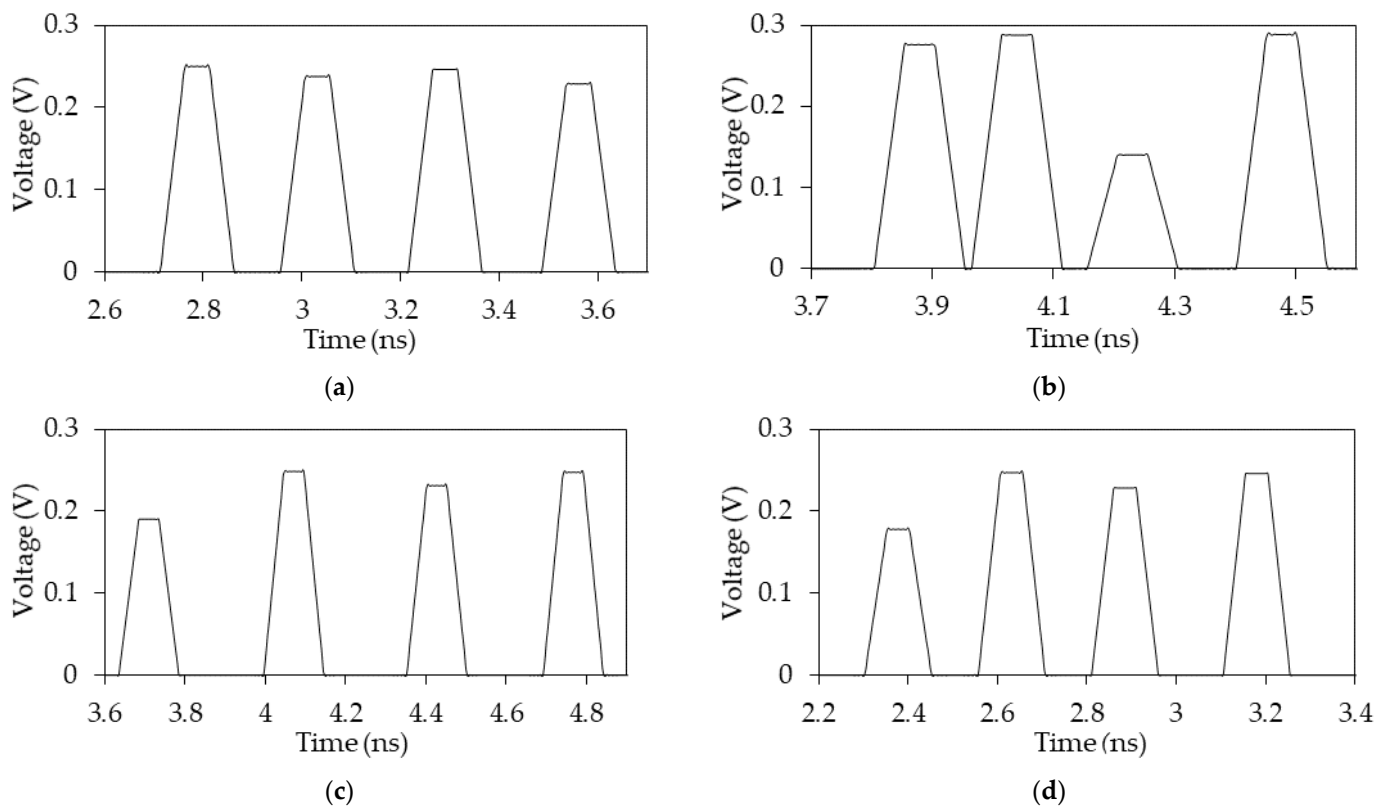 0.3
0.2
0.1
0
Voltage (V)
2.6 2.8 3 3.2 3.4 3.6
Time (ns)
(a)
0.3
0.2
0.1
0
Voltage (V)
3.7 3.9 4.1 4.3 4.5
Time (ns)
(b)
0.3
0.2
0.1
0
Voltage (V)
3.6 3.8 4 4.2 4.4 4.6 4.8
Time (ns)
(c)
0.3
0.2
0.1
0
Voltage (V)
2.2 2.4 2.6 2.8 3 3.2 3.4
Time (ns)
(d)